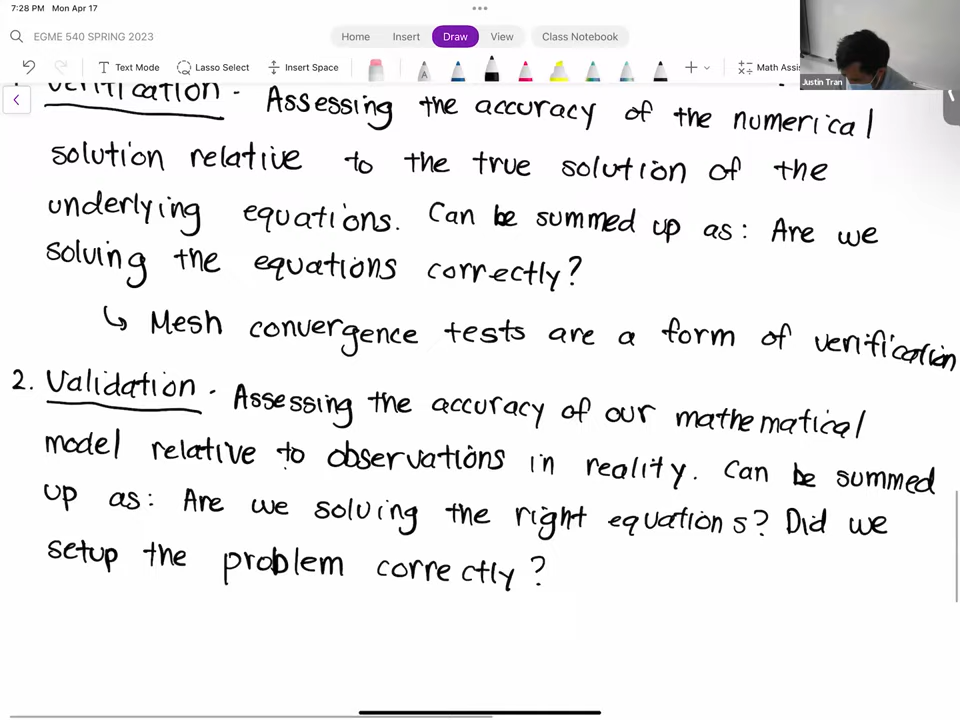 7:28 PM Mon Apr 17
EGME 540 SPRING 2023
Home Insert Draw View Class Notebook
Text Mode Lasso Select Insert Space Math Assis
Justin Tran
Verification - Assessing the accuracy of the numerical
solution relative to the true solution of the
underlying equations. Can be summed up as: Are we
solving the equations correctly?
↳ Mesh convergence tests are a form of verification
2. Validation - Assessing the accuracy of our mathematical
model relative to observations in reality. Can be summed
up as: Are we solving the right equations? Did we
setup the problem correctly?